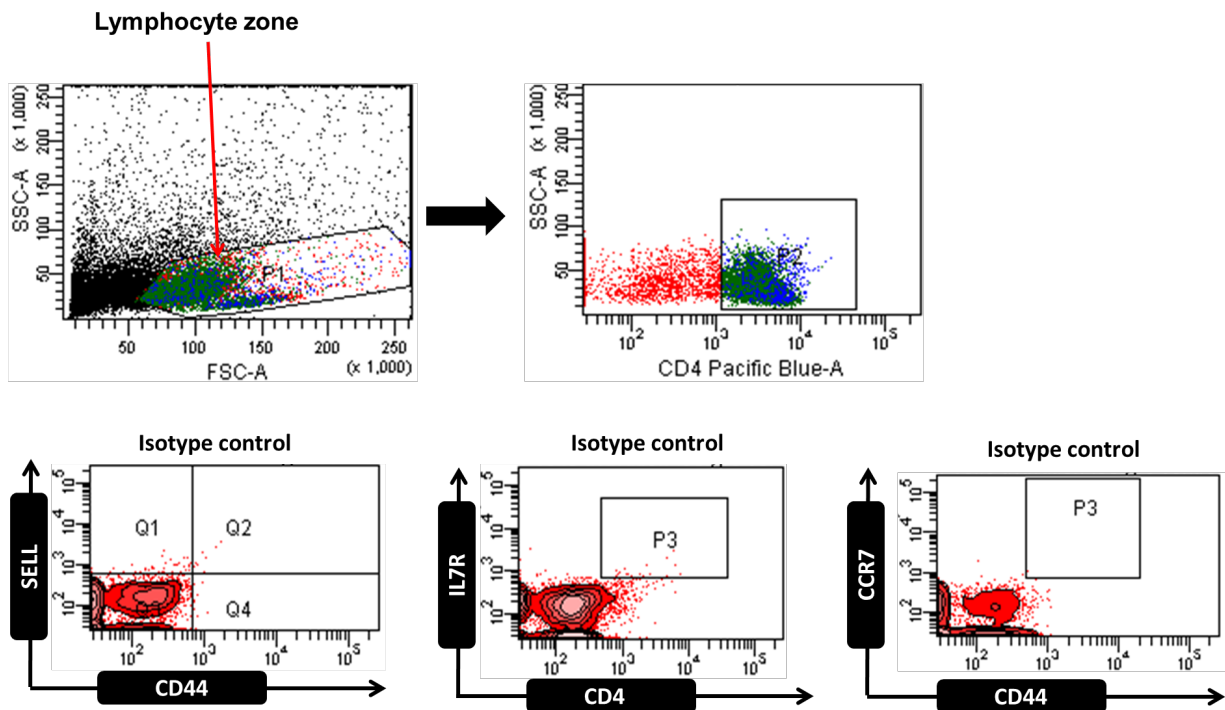 Lymphocyte zone
SSC-A (x 1,000)
250
200
150
100
50
P1
50 100 150 200 250
FSC-A (x 1,000)
SSC-A (x 1,000)
250
200
150
100
50
P2
10² 10³ 10⁴ 10⁵
CD4 Pacific Blue-A
Isotype control
SELL
10⁵
10⁴
10³
10²
Q1 Q2
Q4
10² 10³ 10⁴ 10⁵
CD44
Isotype control
IL7R
10⁵
10⁴
10³
10²
P3
10² 10³ 10⁴ 10⁵
CD4
Isotype control
CCR7
10⁵
10⁴
10³
10²
P3
10² 10³ 10⁴ 10⁵
CD44